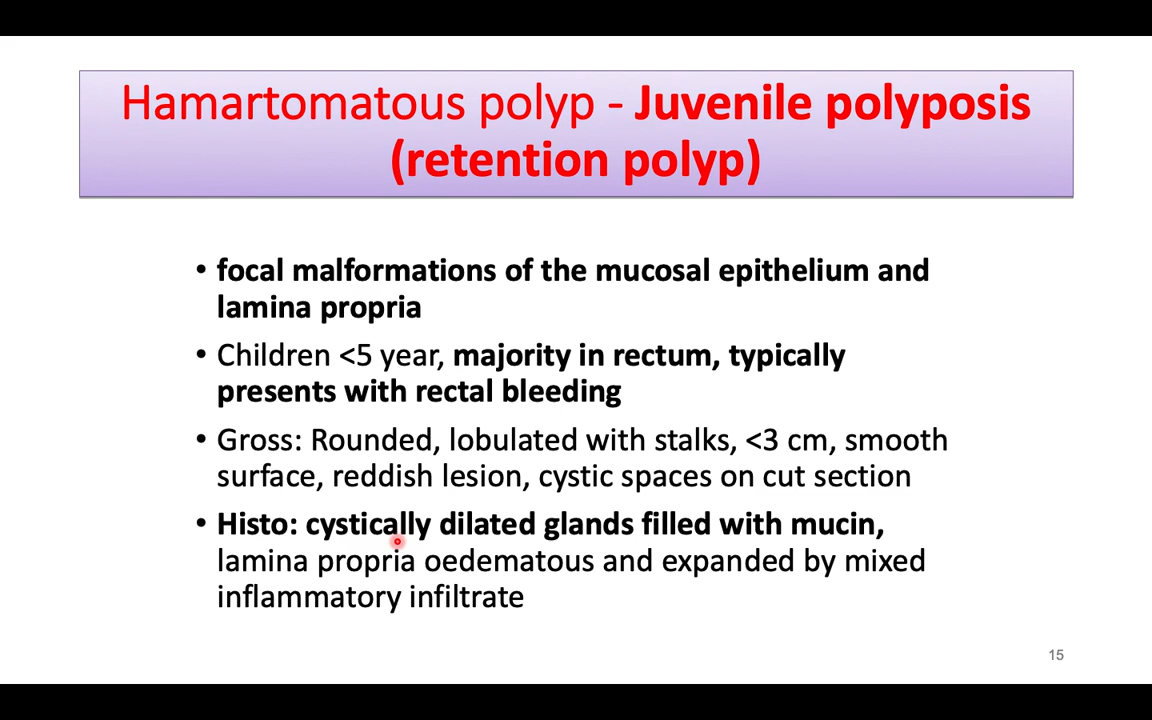 Hamartomatous polyp - Juvenile polyposis
(retention polyp)
• focal malformations of the mucosal epithelium and
lamina propria
• Children <5 year, majority in rectum, typically
presents with rectal bleeding
• Gross: Rounded, lobulated with stalks, <3 cm, smooth
surface, reddish lesion, cystic spaces on cut section
• Histo: cystically dilated glands filled with mucin,
lamina propria oedematous and expanded by mixed
inflammatory infiltrate
15